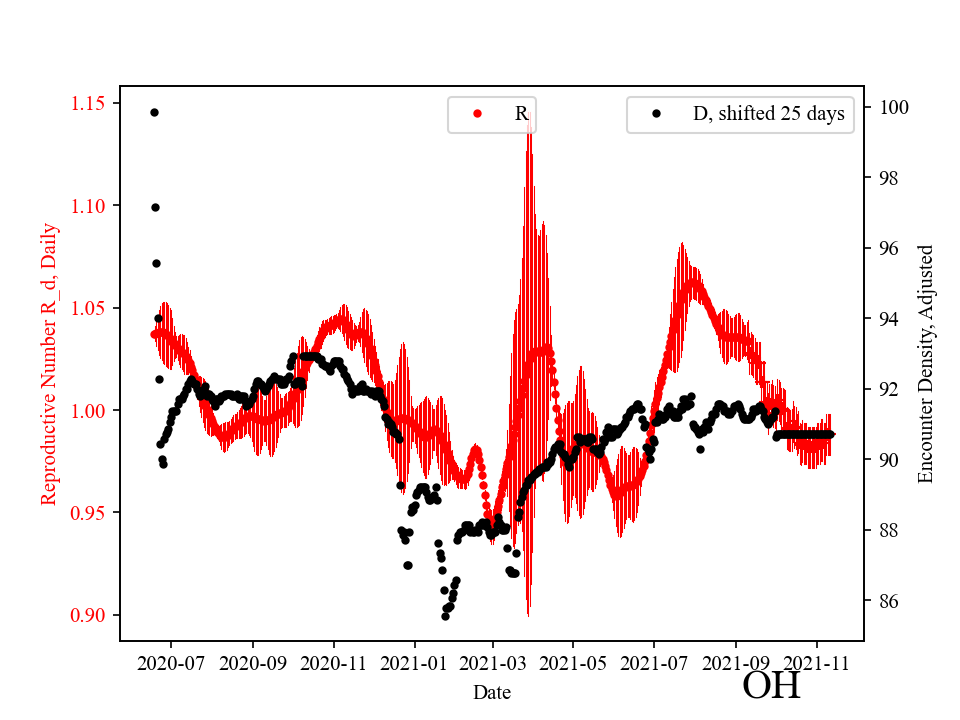 R
D, shifted 25 days
Reproductive Number R_d, Daily
1.15
1.10
1.05
1.00
0.95
0.90
100
98
96
94
92
90
88
86
Encounter Density, Adjusted
2020-07 2020-09 2020-11 2021-01 2021-03 2021-05 2021-07 2021-09 2021-11
Date
OH